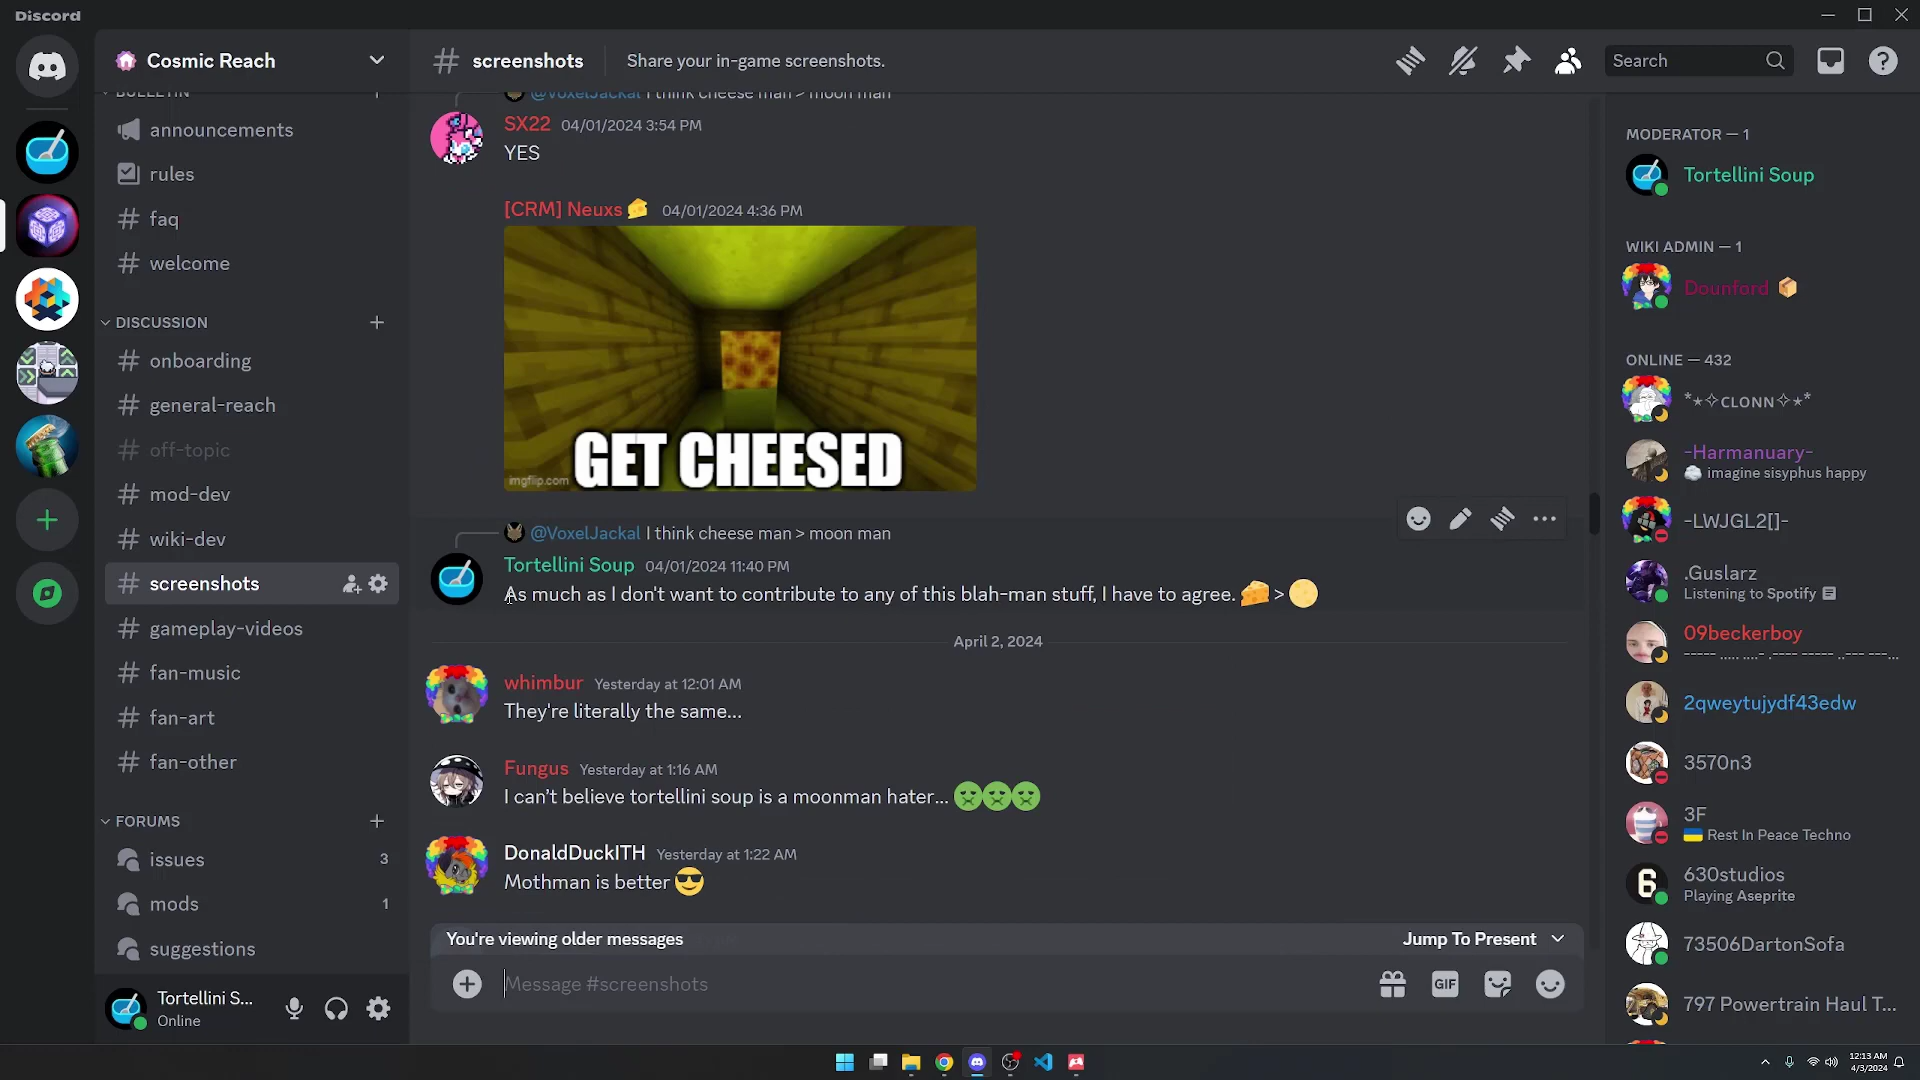 Discord
Cosmic Reach
BULLETIN
announcements
rules
faq
welcome
DISCUSSION
onboarding
general-reach
off-topic
mod-dev
wiki-dev
screenshots
gameplay-videos
fan-music
fan-art
fan-other
FORUMS
issues 3
mods 1
suggestions
Tortellini S...
Online
screenshots
Share your in-game screenshots.
Search
@VoxelJackal I think cheese man > moon man
SX22 04/01/2024 3:54 PM
YES
[CRM] Neuxs 🧀 04/01/2024 4:36 PM
GET CHEESED
imgflip.com
@VoxelJackal I think cheese man > moon man
Tortellini Soup 04/01/2024 11:40 PM
As much as I don't want to contribute to any of this blah-man stuff, I have to agree. 🧀 > 🌕
April 2, 2024
whimbur Yesterday at 12:01 AM
They're literally the same...
Fungus Yesterday at 1:16 AM
I can't believe tortellini soup is a moonman hater... 🤢🤢🤢
DonaldDuckITH Yesterday at 1:22 AM
Mothman is better 😎
You're viewing older messages
Jump To Present
Message #screenshots
GIF
MODERATOR — 1
Tortellini Soup
WIKI ADMIN — 1
Dounford 📦
ONLINE — 432
*⋆✧CLONN✧⋆*
-Harmanuary-
imagine sisyphus happy
-LWJGL2[]-
.Guslarz
Listening to Spotify
09beckerboy
2qweytujydf43edw
3570n3
3F
🇺🇦 Rest In Peace Techno
630studios
Playing Aseprite
73506DartonSofa
797 Powertrain Haul T...
12:13 AM
4/3/2024